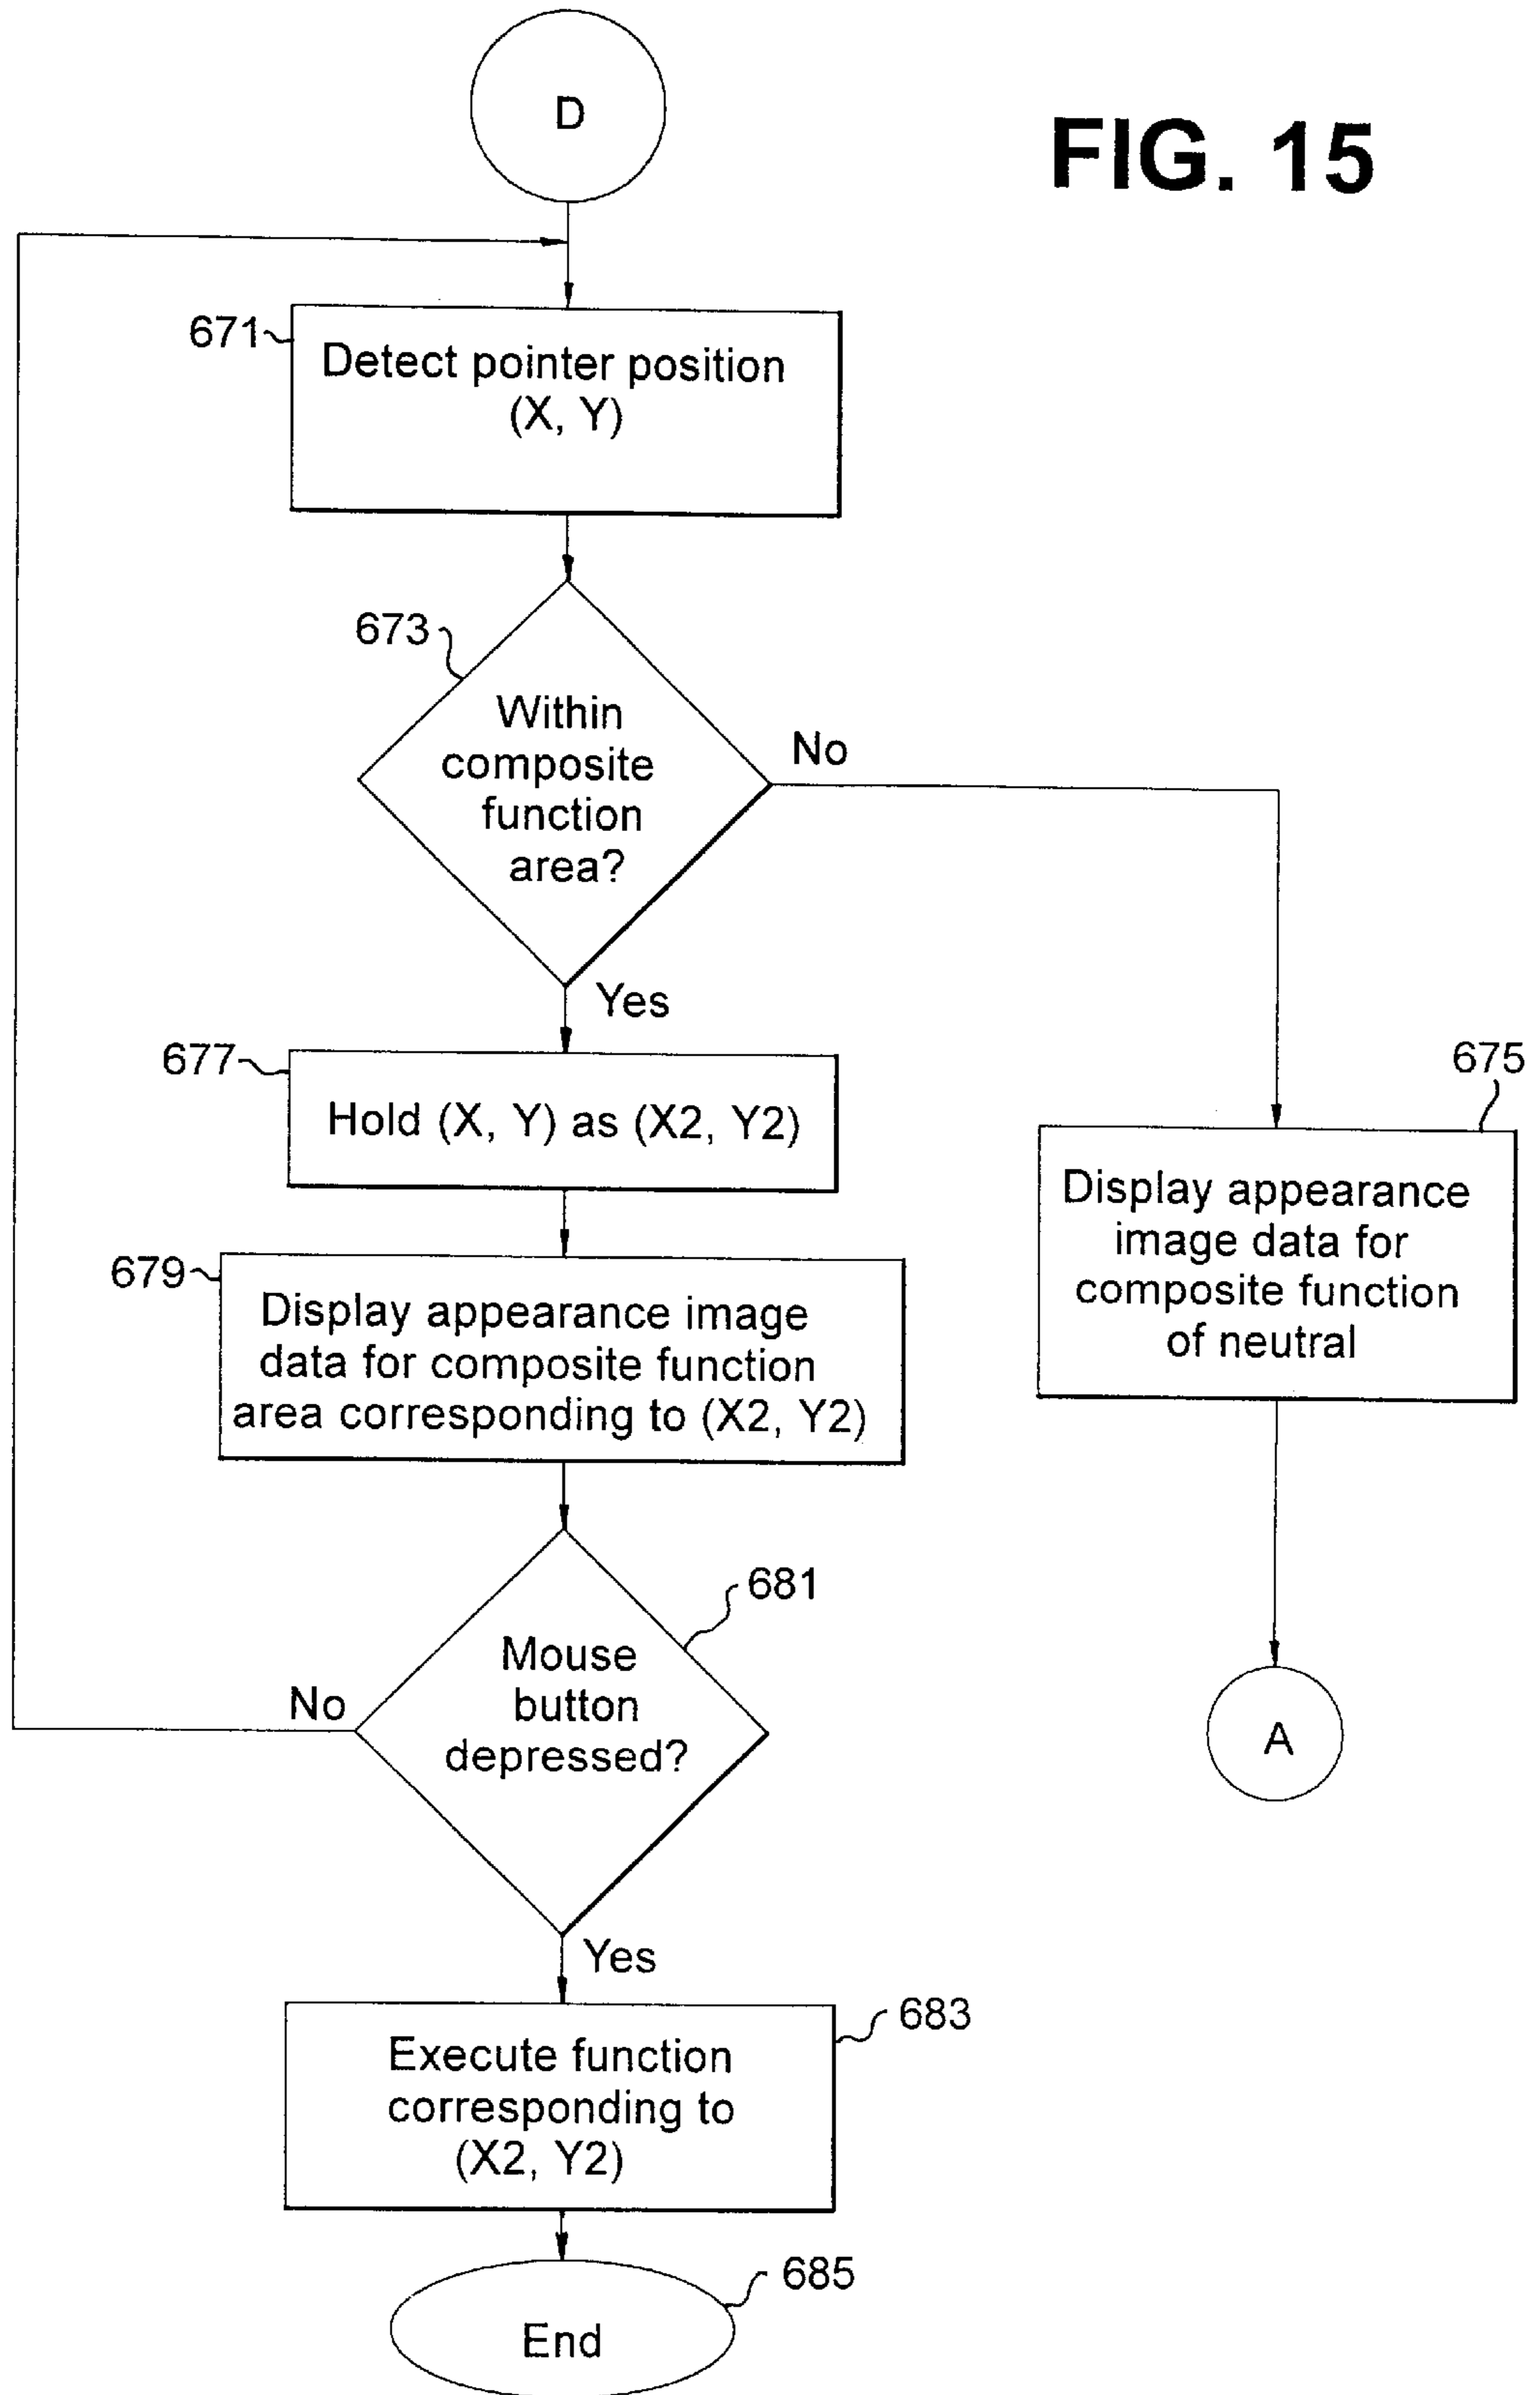 D
FIG. 15
671
Detect pointer position
(X, Y)
673
Within
composite
function
area?
No
Yes
677
Hold (X, Y) as (X2, Y2)
675
Display appearance
image data for
composite function
of neutral
679
Display appearance image
data for composite function
area corresponding to (X2, Y2)
681
Mouse
button
depressed?
No
A
Yes
683
Execute function
corresponding to
(X2, Y2)
685
End